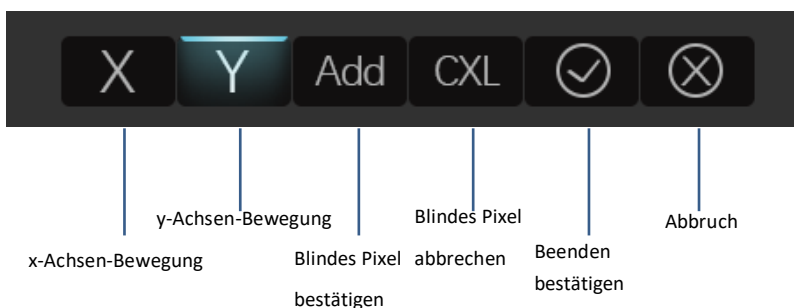 X Y Add CXL
y-Achsen-Bewegung
x-Achsen-Bewegung
Blindes Pixel
bestätigen
Blindes Pixel
abbrechen
Beenden
bestätigen
Abbruch